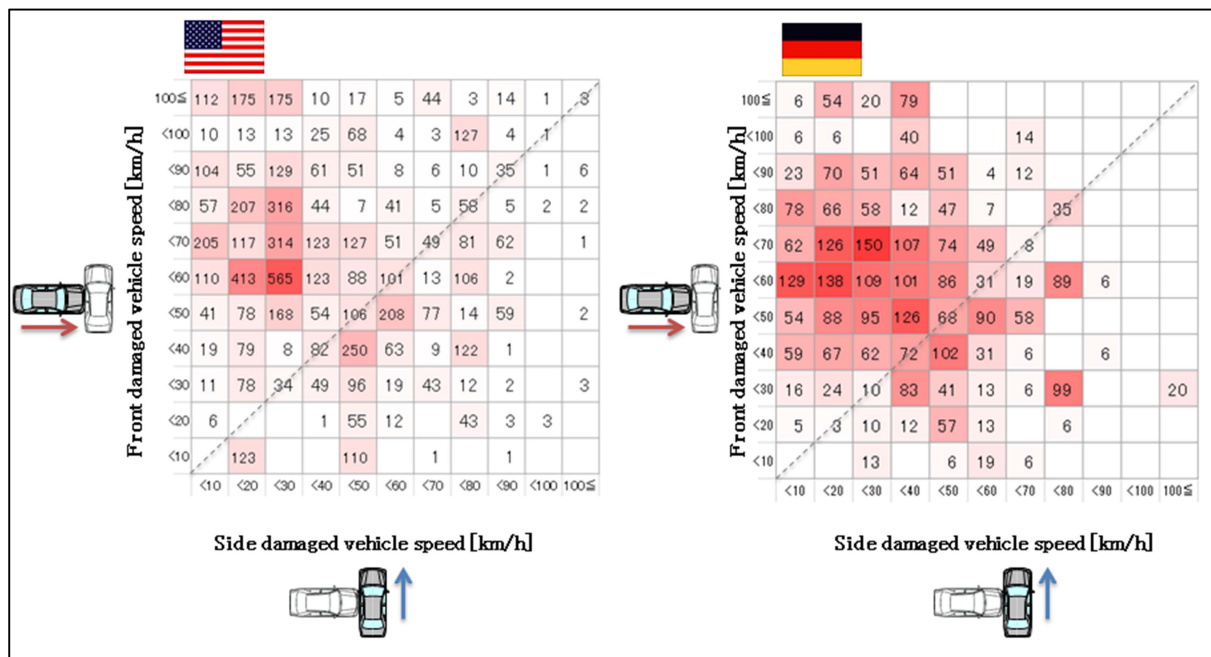 Front damaged vehicle speed [km/h]
100≦ 112 175 175 10 17 5 44 3 14 1 3
<100 10 13 13 25 68 4 3 127 4 1
<90 104 55 129 61 51 8 6 10 35 1 6
<80 57 207 316 44 7 41 5 58 5 2 2
<70 205 117 314 123 127 51 49 81 62 1
<60 110 413 565 123 88 101 13 106 2
<50 41 78 168 54 106 208 77 14 59 2
<40 19 79 8 82 250 63 9 122 1
<30 11 78 34 49 96 19 43 12 2 3
<20 6 1 55 12 43 3 3
<10 123 110 1 1
<10 <20 <30 <40 <50 <60 <70 <80 <90 <100 100≦
Side damaged vehicle speed [km/h]
Front damaged vehicle speed [km/h]
100≦ 6 54 20 79
<100 6 6 40 14
<90 23 70 51 64 51 4 12
<80 78 66 58 12 47 7 35
<70 62 126 150 107 74 49 8
<60 129 138 109 101 86 31 19 89 6
<50 54 88 95 126 68 90 58
<40 59 67 62 72 102 31 6 6
<30 16 24 10 83 41 13 6 99 20
<20 5 3 10 12 57 13 6
<10 13 6 19 6
<10 <20 <30 <40 <50 <60 <70 <80 <90 <100 100≦
Side damaged vehicle speed [km/h]